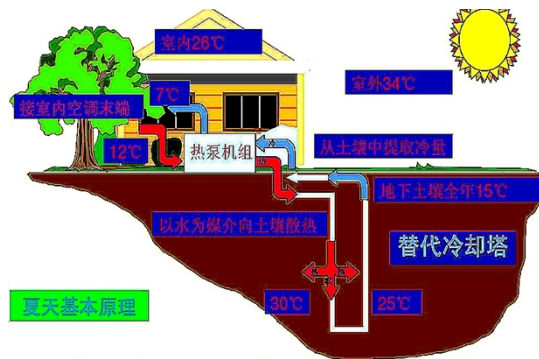 室内26℃
室外34℃
7℃
接室内空调末端
12℃
热泵机组
从土壤中提取冷量
地下土壤全年15℃
以水为媒介向土壤散热
替代冷却塔
30℃
25℃
夏天基本原理